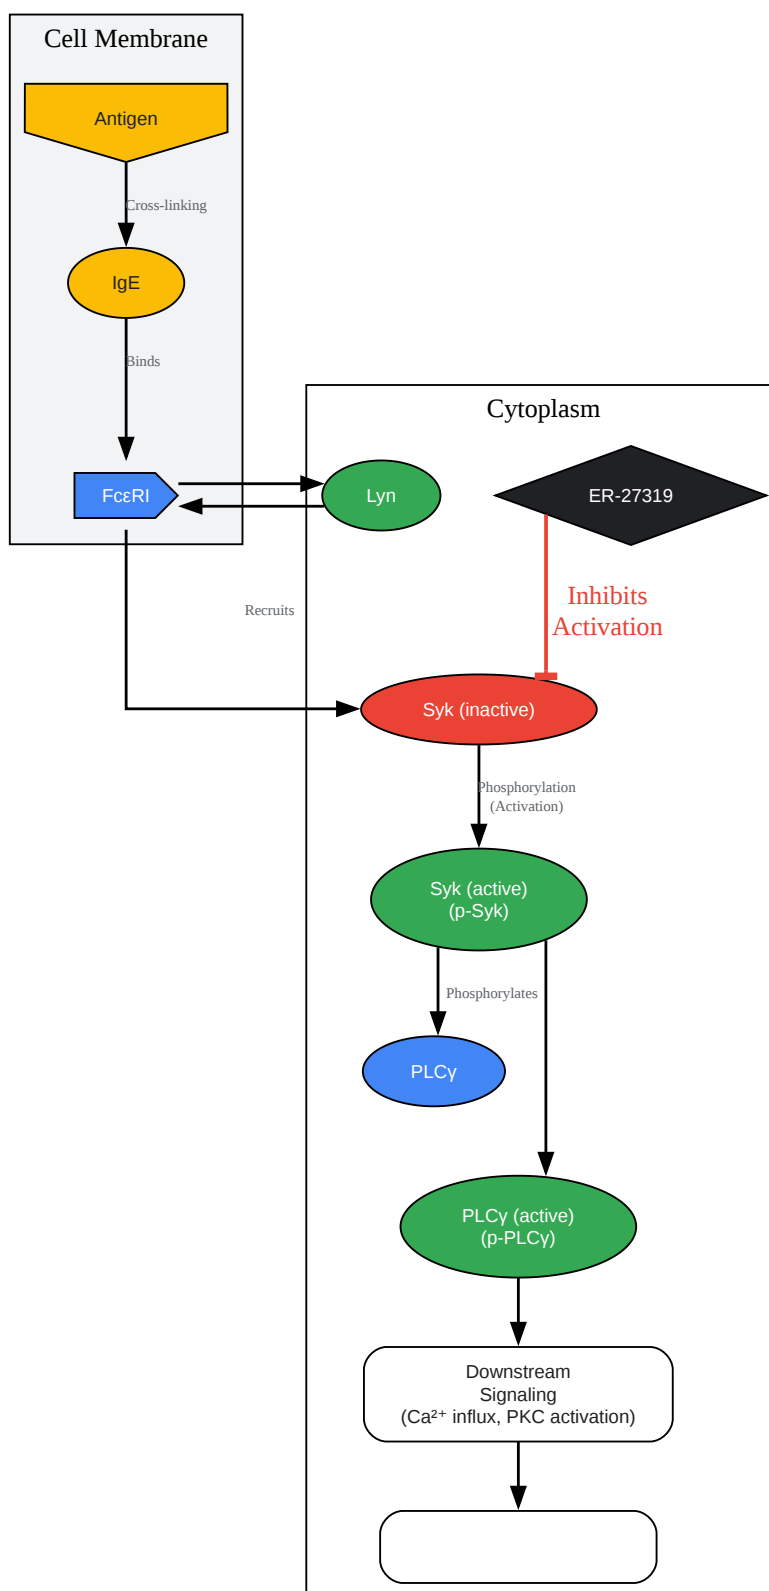 Cell Membrane
Antigen
Cross-linking
IgE
Binds
Cytoplasm
FcεRI
Lyn
ER-27319
Inhibits
Activation
Recruits
Syk (inactive)
Phosphorylation
(Activation)
Syk (active)
(p-Syk)
Phosphorylates
PLCγ
PLCγ (active)
(p-PLCγ)
Downstream
Signaling
(Ca²⁺ influx, PKC activation)